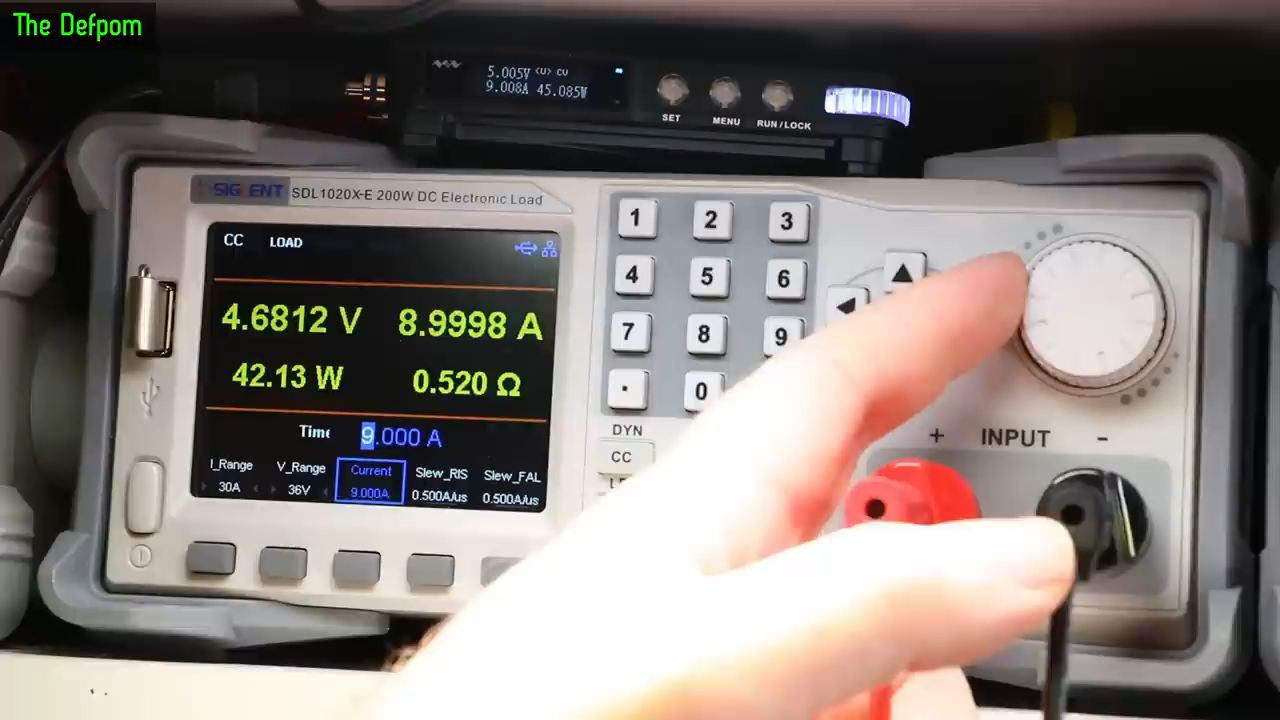 The Defpom
5.005V <U> CV
9.008A 45.085W
SET MENU RUN/LOCK
SIGLENT SDL1020X-E 200W DC Electronic Load
CC LOAD
4.6812 V 8.9998 A
42.13 W 0.520 Ω
Time 9.000 A
I_Range V_Range Current Slew_RIS Slew_FAL
30A 36V 9.000A 0.500A/us 0.500A/us
1 2 3
4 5 6
7 8 9
. 0
DYN
CC
+ INPUT -